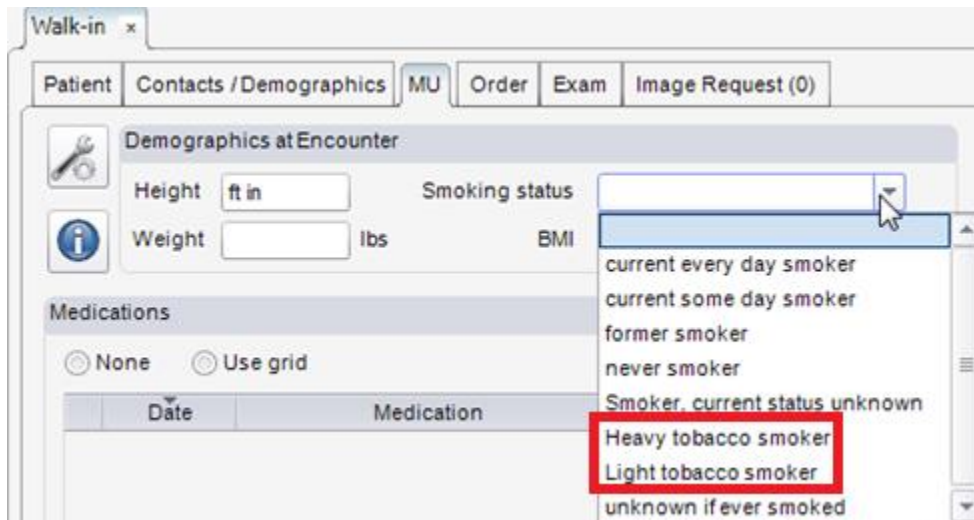 Walk-in ×
Patient Contacts / Demographics MU Order Exam Image Request (0)
Demographics at Encounter
Height ft in Smoking status
Weight lbs BMI
current every day smoker
current some day smoker
former smoker
never smoker
Smoker, current status unknown
Heavy tobacco smoker
Light tobacco smoker
unknown if ever smoked
Medications
None Use grid
Date Medication